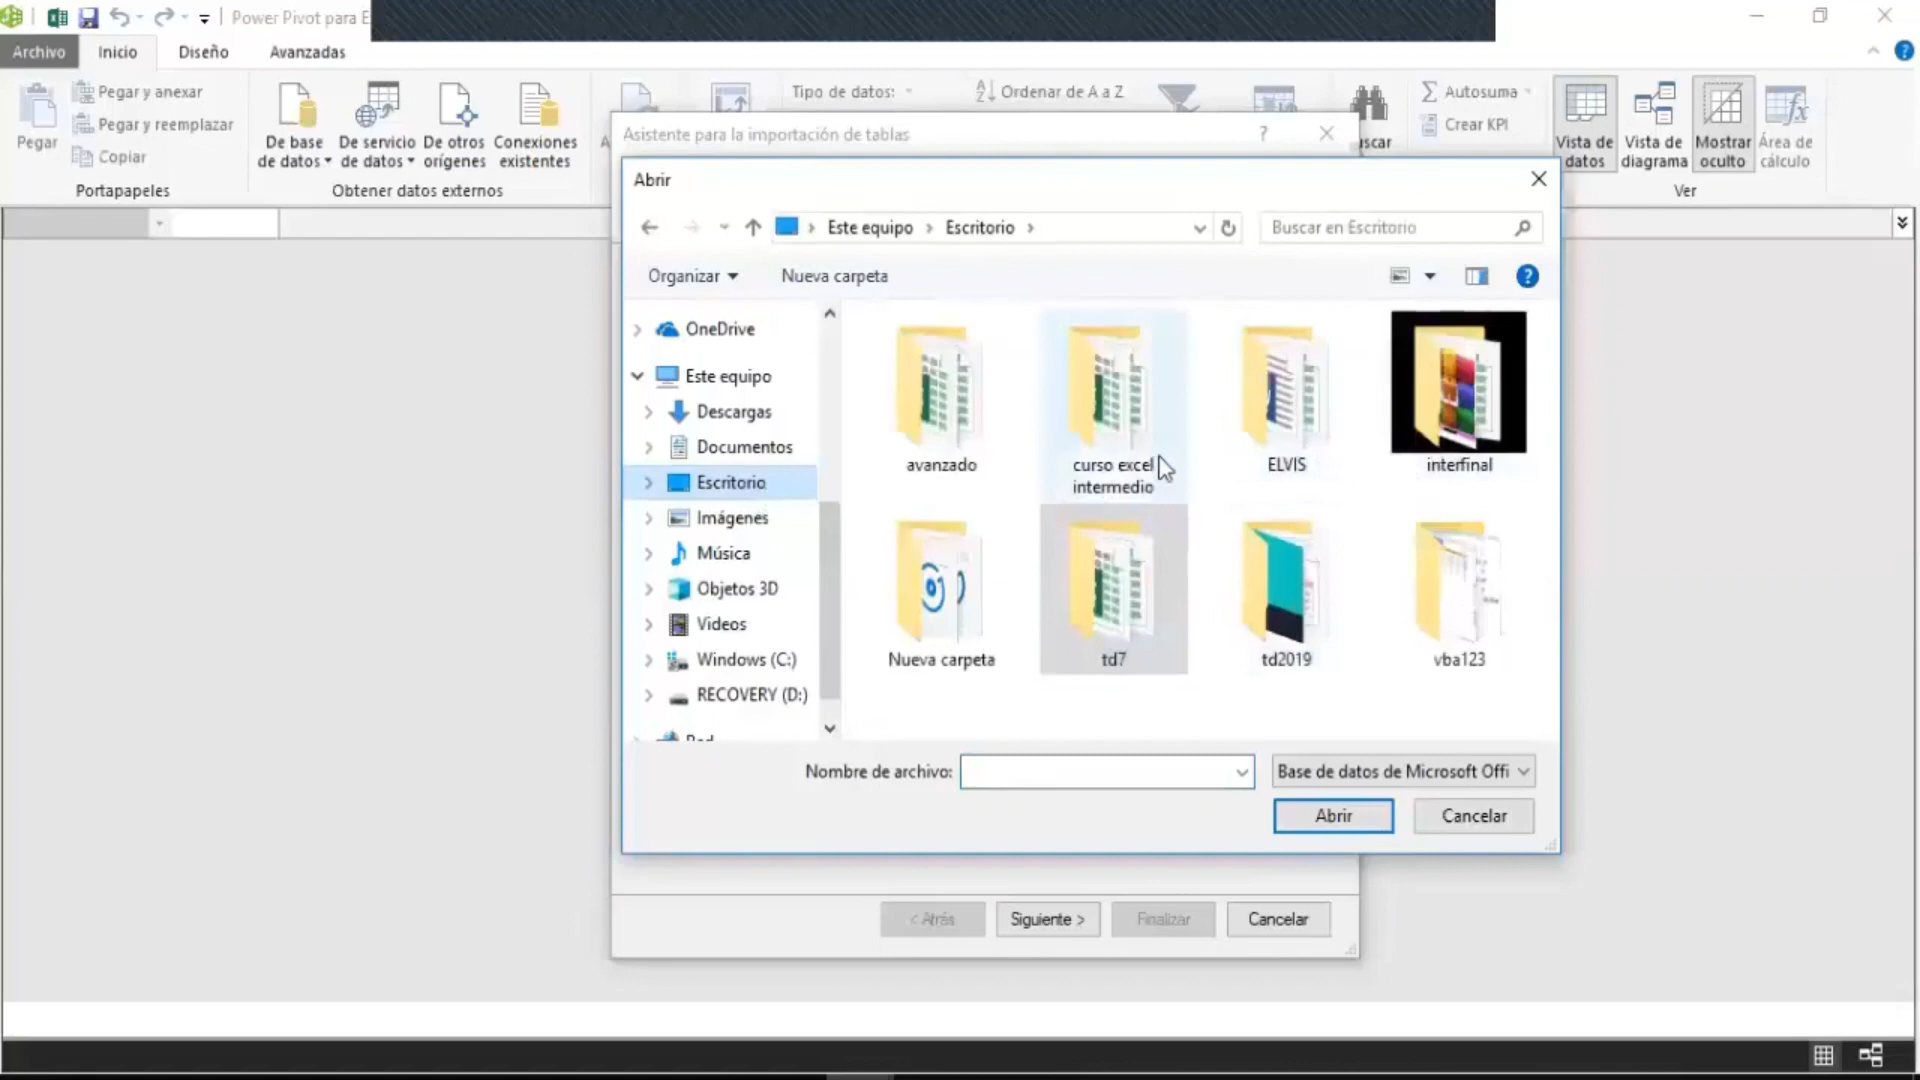 Power Pivot para E
Archivo
Inicio
Diseño
Avanzadas
Pegar
Pegar y anexar
Pegar y reemplazar
Copiar
Portapapeles
De base
de datos
De servicio
de datos
De otros
orígenes
Conexiones
existentes
Obtener datos externos
Tipo de datos:
Ordenar de A a Z
uscar
Autosuma
Crear KPI
Vista de
datos
Vista de
diagrama
Mostrar
oculto
Área de
cálculo
Ver
Asistente para la importación de tablas
Abrir
Este equipo
Escritorio
Buscar en Escritorio
Organizar
Nueva carpeta
OneDrive
Este equipo
Descargas
Documentos
Escritorio
Imágenes
Música
Objetos 3D
Videos
Windows (C:)
RECOVERY (D:)
Red
avanzado
curso excel
intermedio
ELVIS
interfinal
Nueva carpeta
td7
td2019
vba123
Nombre de archivo:
Base de datos de Microsoft Offi
Abrir
Cancelar
< Atrás
Siguiente >
Finalizar
Cancelar